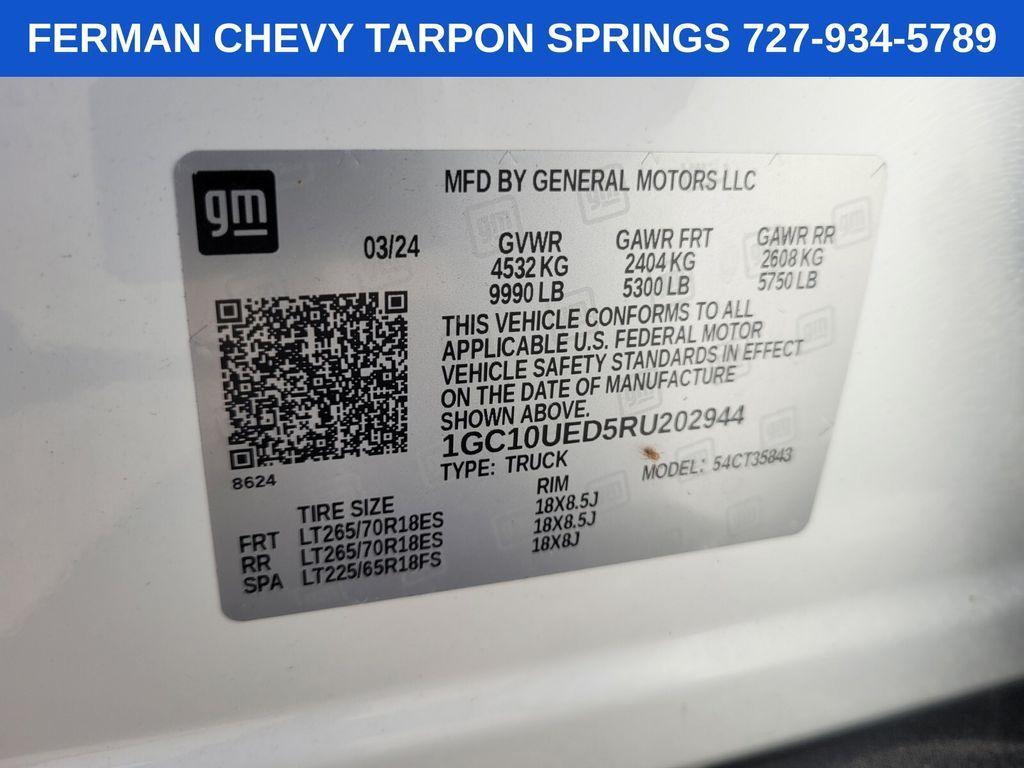 FERMAN CHEVY TARPON SPRINGS 727-934-5789
gm
MFD BY GENERAL MOTORS LLC
03/24
GVWR GAWR FRT GAWR RR
4532 KG 2404 KG 2608 KG
9990 LB 5300 LB 5750 LB
THIS VEHICLE CONFORMS TO ALL
APPLICABLE U.S. FEDERAL MOTOR
VEHICLE SAFETY STANDARDS IN EFFECT
ON THE DATE OF MANUFACTURE
SHOWN ABOVE.
1GC10UED5RU202944
TYPE: TRUCK MODEL: 54CT35843
8624
TIRE SIZE RIM
FRT LT265/70R18ES 18X8.5J
RR LT265/70R18ES 18X8.5J
SPA LT225/65R18FS 18X8J